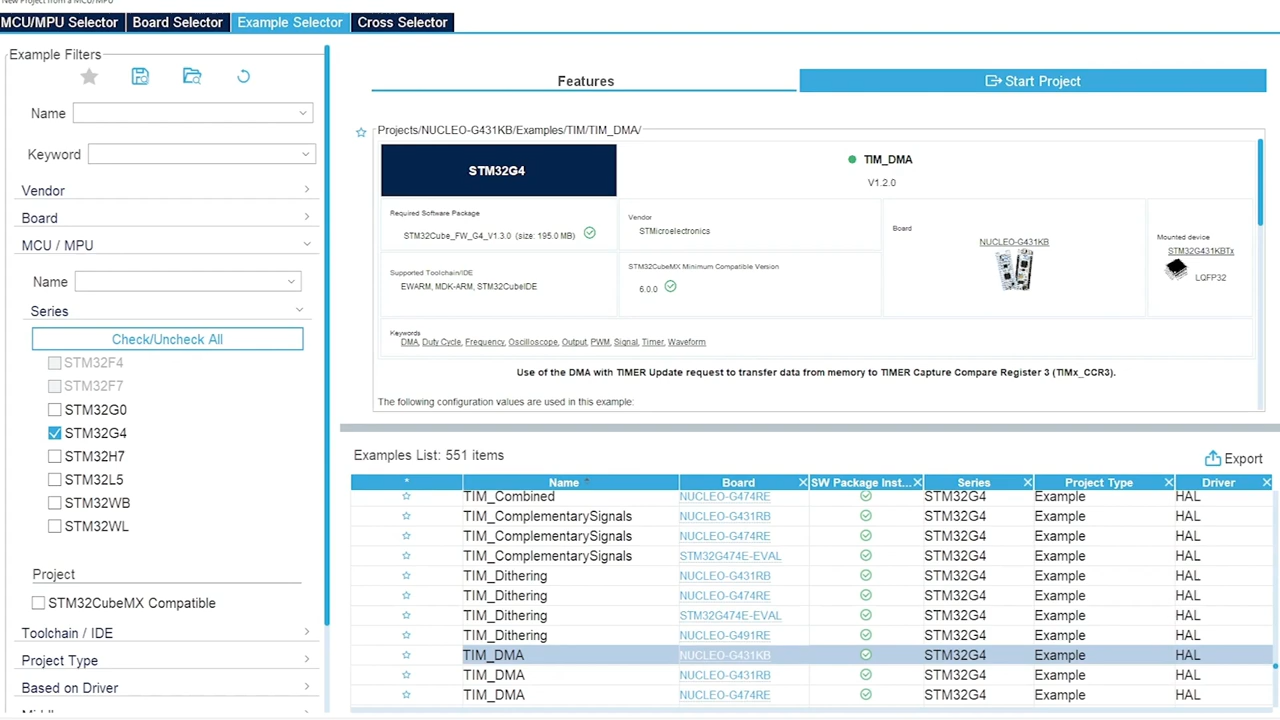 New Project from a MCU/MPU
MCU/MPU Selector Board Selector Example Selector Cross Selector
Example Filters
Name
Keyword
Vendor
Board
MCU / MPU
Name
Series
Check/Uncheck All
STM32F4
STM32F7
STM32G0
STM32G4
STM32H7
STM32L5
STM32WB
STM32WL
Project
STM32CubeMX Compatible
Toolchain / IDE
Project Type
Based on Driver
Features
Start Project
Projects/NUCLEO-G431KB/Examples/TIM/TIM_DMA/
STM32G4
TIM_DMA
V1.2.0
Required Software Package
STM32Cube_FW_G4_V1.3.0 (size: 195.0 MB)
Vendor
STMicroelectronics
Board
NUCLEO-G431KB
Mounted device
STM32G431KBTx
LQFP32
Supported Toolchain/IDE
EWARM, MDK-ARM, STM32CubeIDE
STM32CubeMX Minimum Compatible Version
6.0.0
Keywords
DMA, Duty Cycle, Frequency, Oscilloscope, Output, PWM, Signal, Timer, Waveform
Use of the DMA with TIMER Update request to transfer data from memory to TIMER Capture Compare Register 3 (TIMx_CCR3).
The following configuration values are used in this example:
Examples List: 551 items
Export
* Name Board SW Package Inst... Series Project Type Driver
TIM_Combined NUCLEO-G474RE STM32G4 Example HAL
TIM_ComplementarySignals NUCLEO-G431RB STM32G4 Example HAL
TIM_ComplementarySignals NUCLEO-G474RE STM32G4 Example HAL
TIM_ComplementarySignals STM32G474E-EVAL STM32G4 Example HAL
TIM_Dithering NUCLEO-G431RB STM32G4 Example HAL
TIM_Dithering NUCLEO-G474RE STM32G4 Example HAL
TIM_Dithering STM32G474E-EVAL STM32G4 Example HAL
TIM_Dithering NUCLEO-G491RE STM32G4 Example HAL
TIM_DMA NUCLEO-G431KB STM32G4 Example HAL
TIM_DMA NUCLEO-G431RB STM32G4 Example HAL
TIM_DMA NUCLEO-G474RE STM32G4 Example HAL